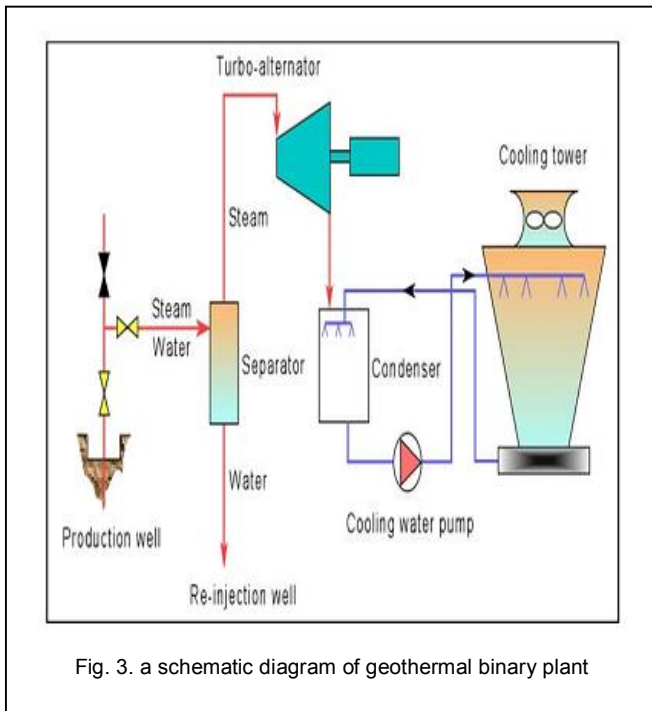 Turbo-alternator
Cooling tower
Steam
Steam
Water
Separator
Condenser
Water
Production well
Cooling water pump
Re-injection well
Fig. 3. a schematic diagram of geothermal binary plant